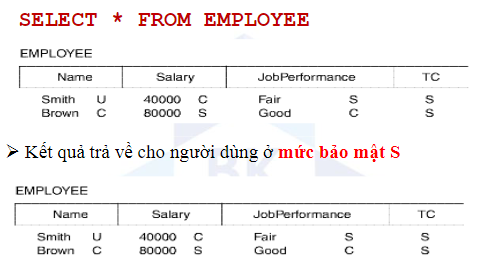 SELECT * FROM EMPLOYEE
EMPLOYEE
Name Salary JobPerformance TC
Smith U 40000 C Fair S S
Brown C 80000 S Good C S
➢ Kết quả trả về cho người dùng ở mức bảo mật S
EMPLOYEE
Name Salary JobPerformance TC
Smith U 40000 C Fair S S
Brown C 80000 S Good C S